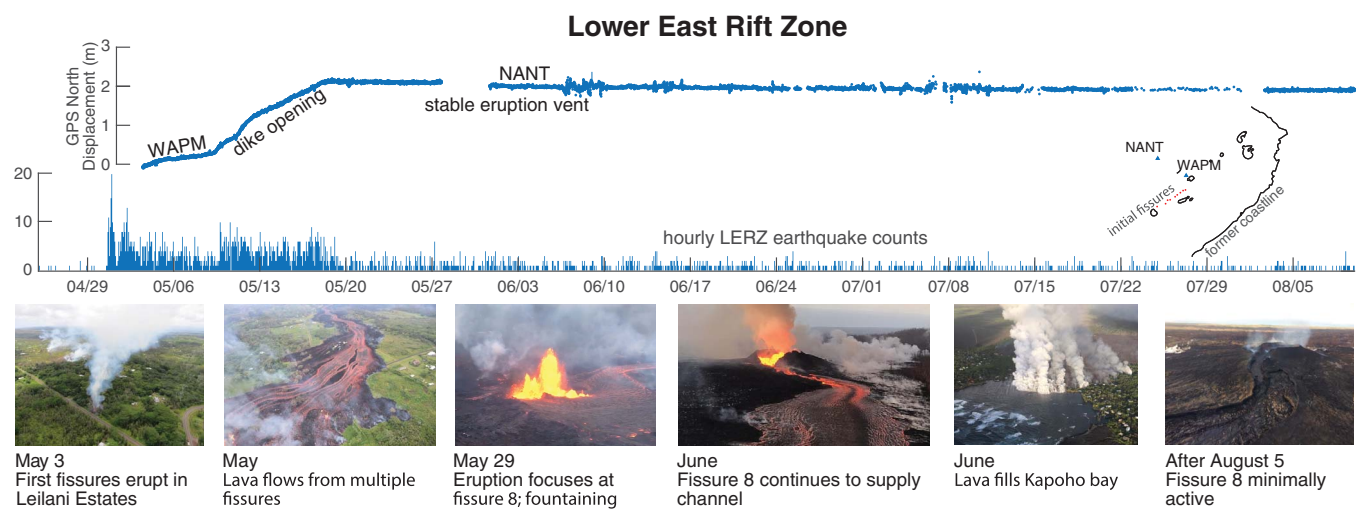 Lower East Rift Zone
GPS North
Displacement (m)
3
2
1
0
WAPM
dike opening
NANT
stable eruption vent
NANT
WAPM
initial fissures
former coastline
20
10
0
hourly LERZ earthquake counts
04/29 05/06 05/13 05/20 05/27 06/03 06/10 06/17 06/24 07/01 07/08 07/15 07/22 07/29 08/05
May 3
First fissures erupt in
Leilani Estates
May
Lava flows from multiple
fissures
May 29
Eruption focuses at
fissure 8; fountaining
June
Fissure 8 continues to supply
channel
June
Lava fills Kapoho bay
After August 5
Fissure 8 minimally
active